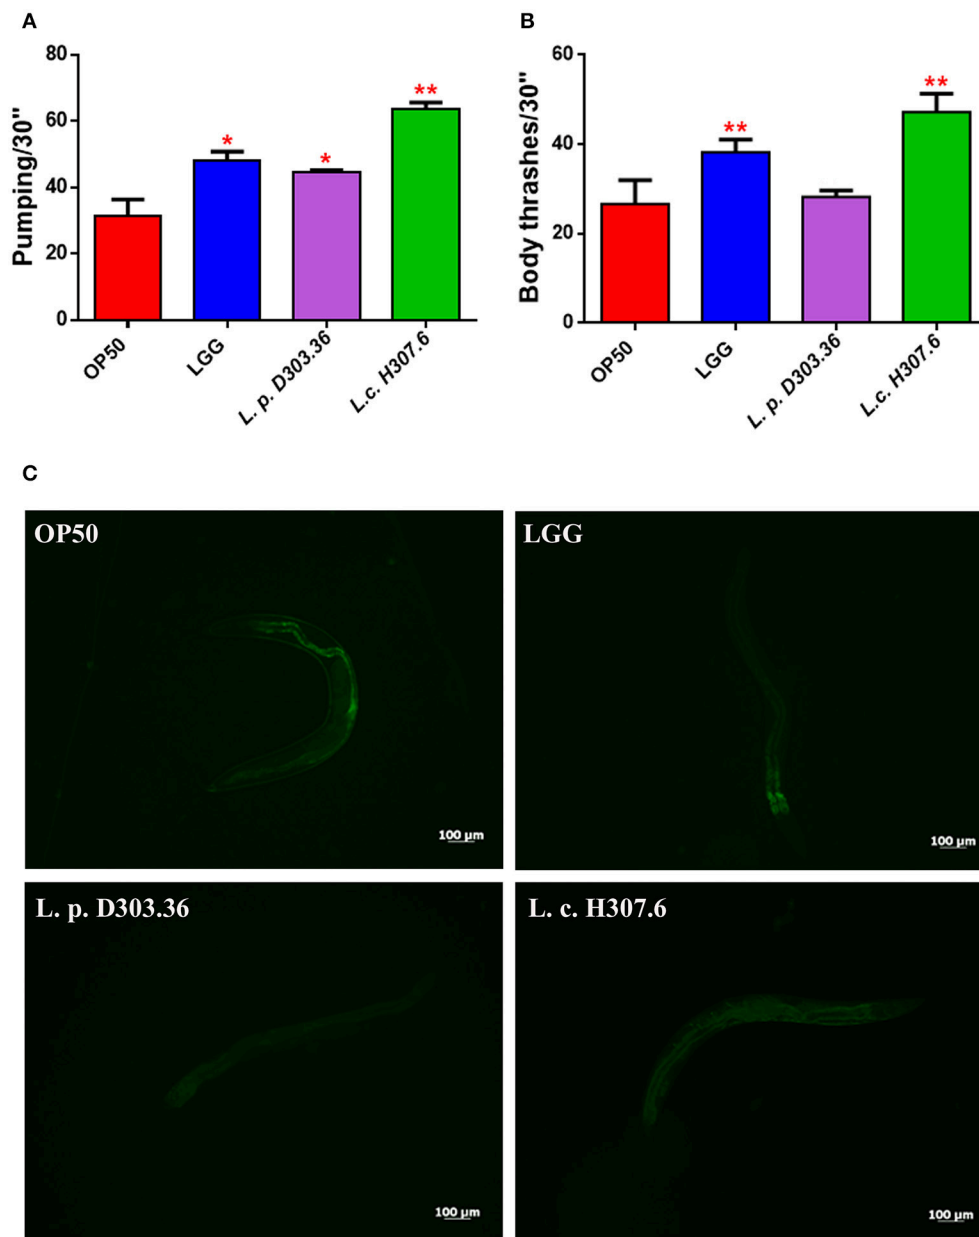 A
Pumping/30"
80
60
40
20
0
*
*
**
OP50
LGG
L. p. D303.36
L.c. H307.6
B
Body thrashes/30"
60
40
20
0
**
**
OP50
LGG
L. p. D303.36
L.c. H307.6
C
OP50
100 µm
LGG
100 µm
L. p. D303.36
100 µm
L. c. H307.6
100 µm